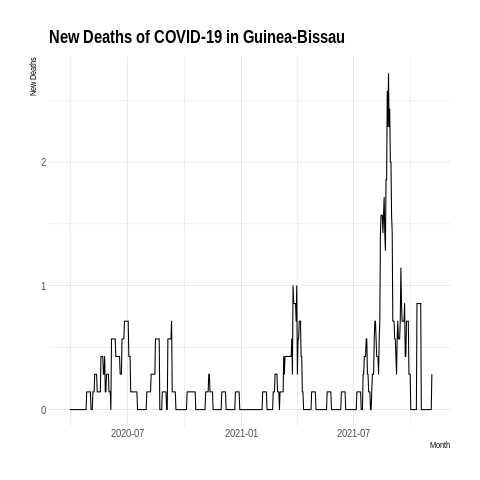 New Deaths of COVID-19 in Guinea-Bissau
New Deaths
2
1
0
2020-07
2021-01
2021-07
Month